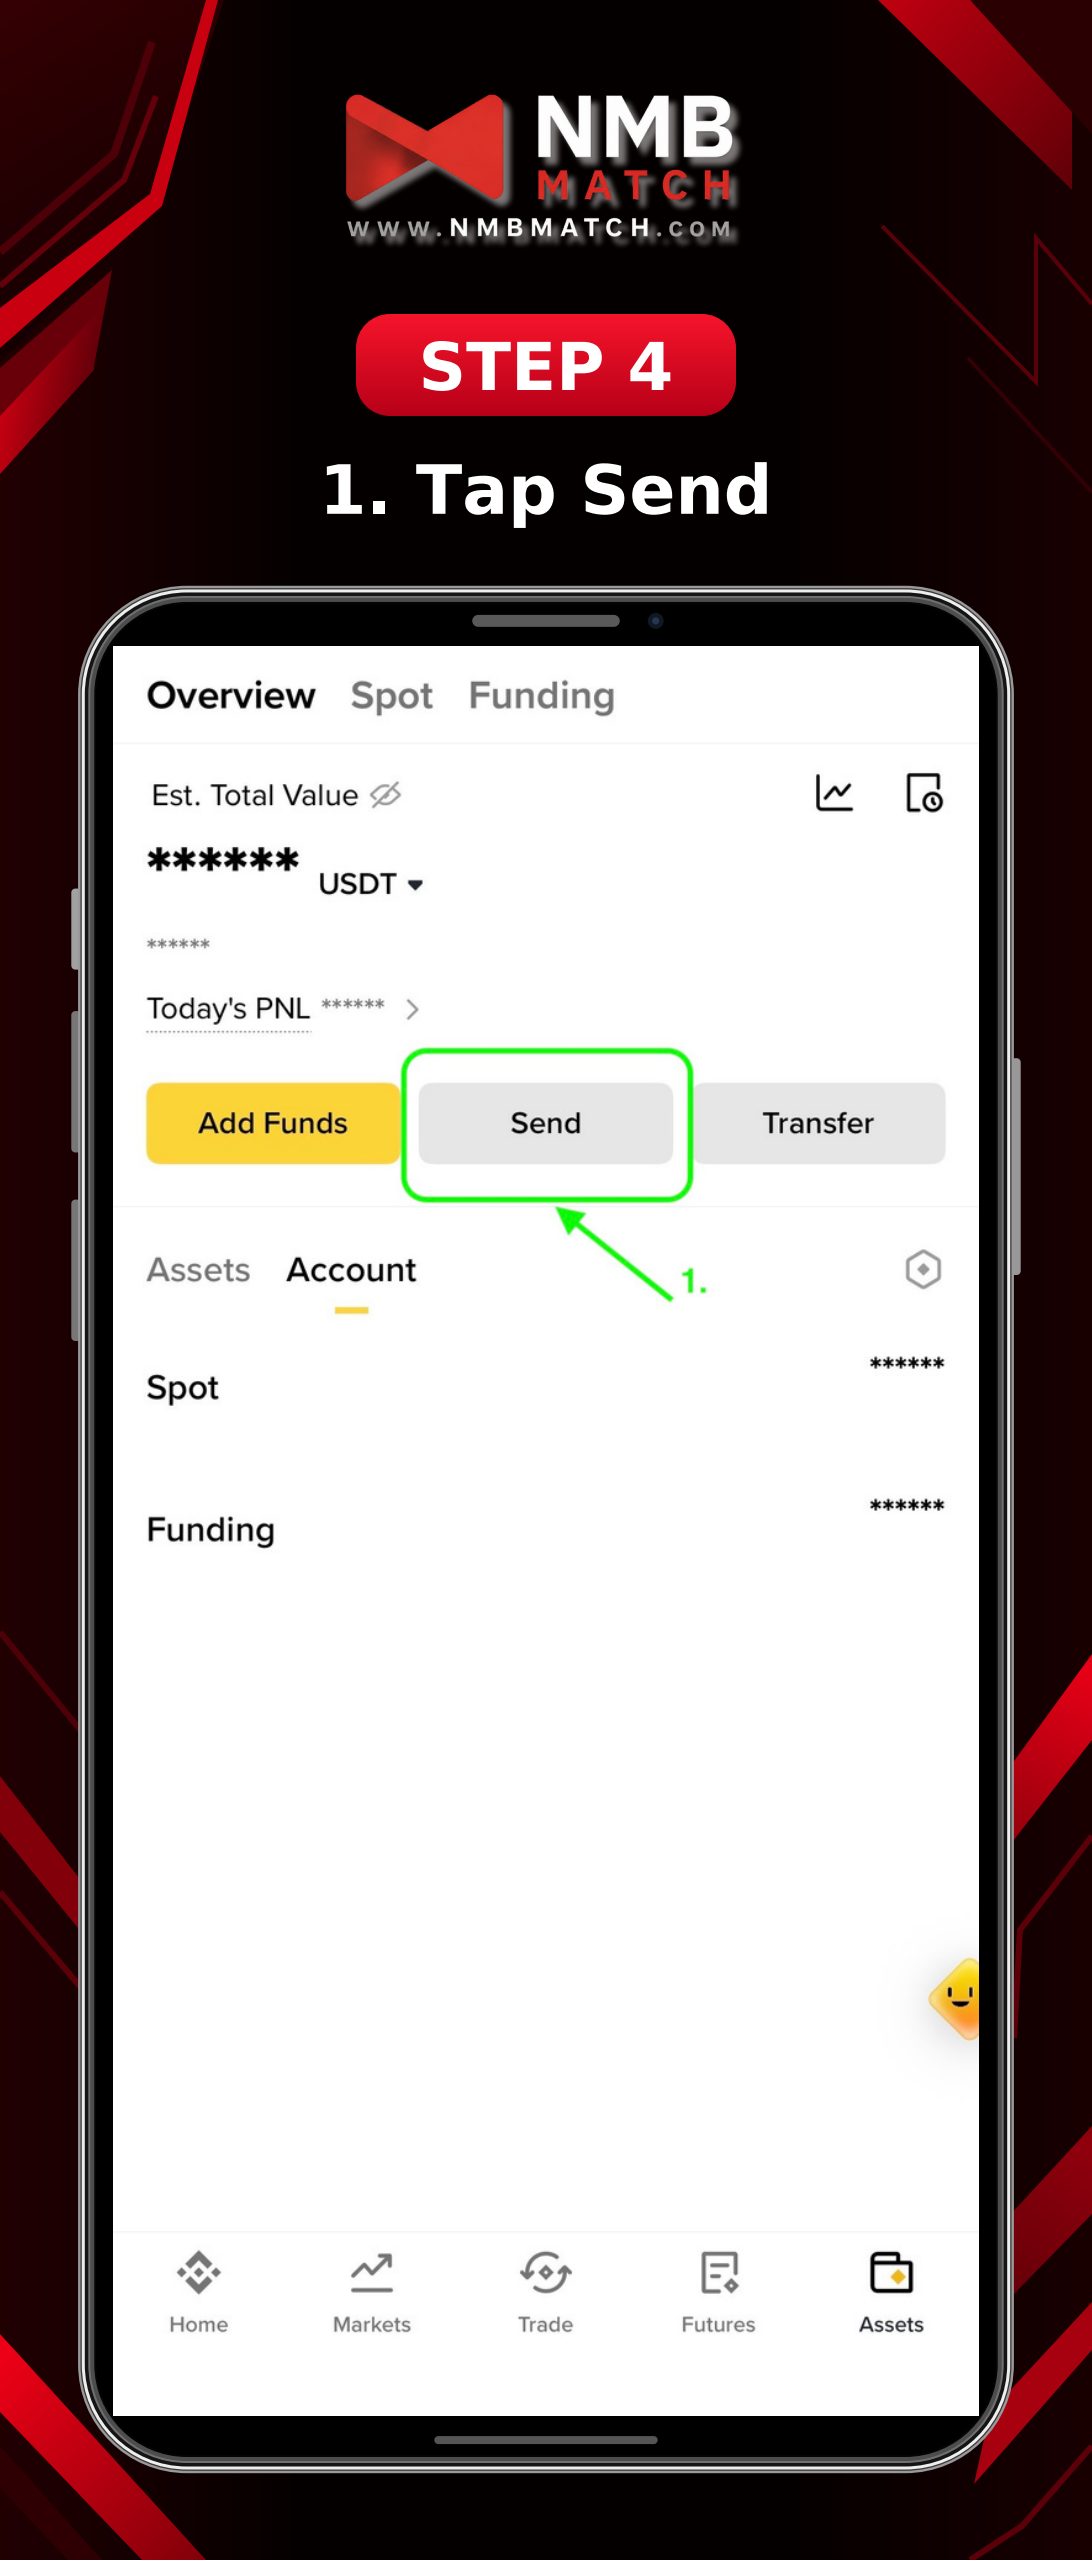 NMB
MATCH
www.NMBMATCH.com
STEP 4
1. Tap Send
Overview Spot Funding
Est. Total Value
******
USDT
******
Today's PNL ******
Add Funds Send Transfer
1.
Assets Account
Spot ******
Funding ******
Home Markets Trade Futures Assets